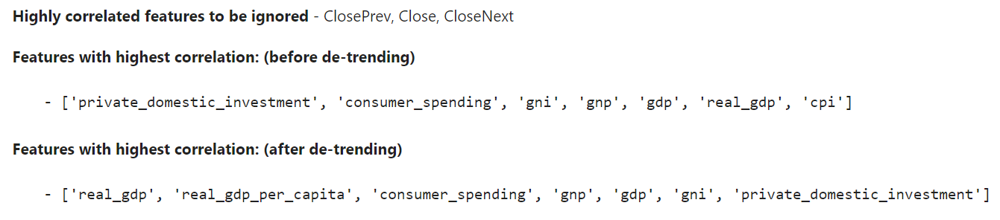 Highly correlated features to be ignored - ClosePrev, Close, CloseNext
Features with highest correlation: (before de-trending)
- ['private_domestic_investment', 'consumer_spending', 'gni', 'gnp', 'gdp', 'real_gdp', 'cpi']
Features with highest correlation: (after de-trending)
- ['real_gdp', 'real_gdp_per_capita', 'consumer_spending', 'gnp', 'gdp', 'gni', 'private_domestic_investment']